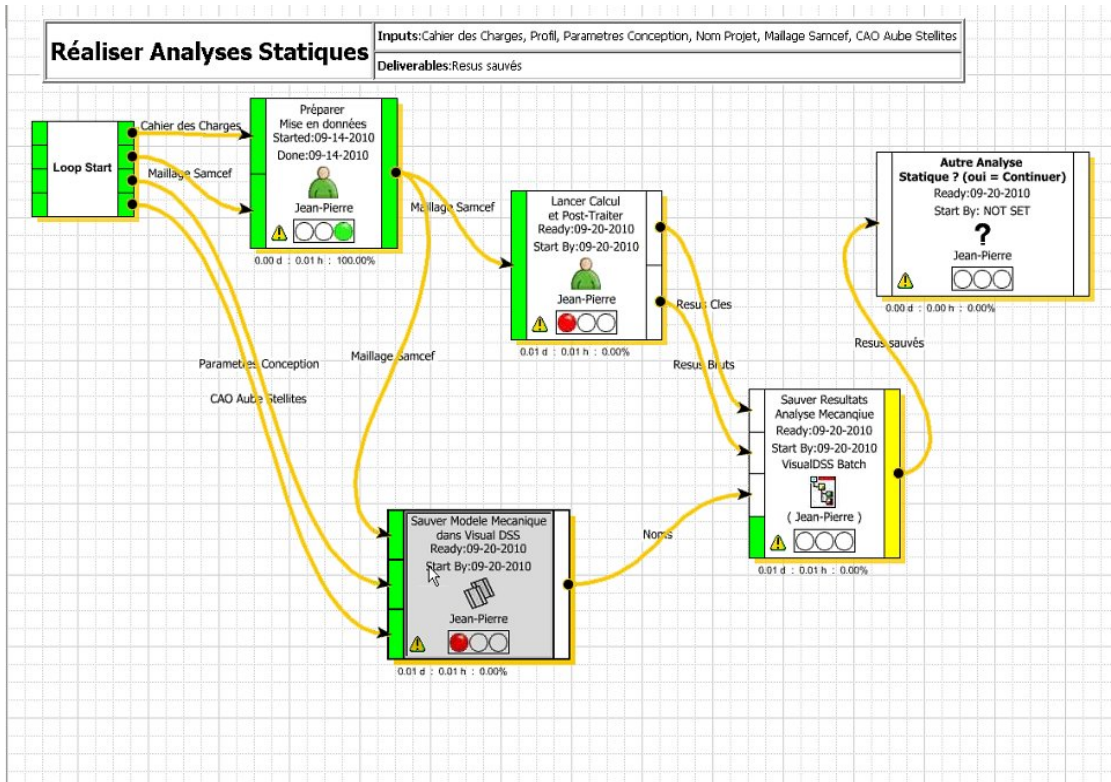 Réaliser Analyses Statiques
Inputs:Cahier des Charges, Profil, Parametres Conception, Nom Projet, Maillage Samcef, CAO Aube Stellites
Deliverables:Resus sauvés
Loop Start
Cahier des Charges
Maillage Samcef
Préparer
Mise en données
Started:09-14-2010
Done:09-14-2010
Jean-Pierre
0.00 d : 0.01 h : 100.00%
Maillage Samcef
Lancer Calcul
et Post-Traiter
Ready:09-20-2010
Start By:09-20-2010
Jean-Pierre
0.01 d : 0.01 h : 0.00%
Autre Analyse
Statique ? (oui = Continuer)
Ready:09-20-2010
Start By: NOT SET
?
Jean-Pierre
0.00 d : 0.00 h : 0.00%
Resus Cles
Resus Bruts
Resus sauvés
Parametres Conception
Maillage Samcef
CAO Aube Stellites
Sauver Resultats
Analyse Mecanqiue
Ready:09-20-2010
Start By:09-20-2010
VisualDSS Batch
( Jean-Pierre )
0.01 d : 0.01 h : 0.00%
Sauver Modele Mecanique
dans Visual DSS
Ready:09-20-2010
Start By:09-20-2010
Jean-Pierre
0.01 d : 0.01 h : 0.00%
Noms